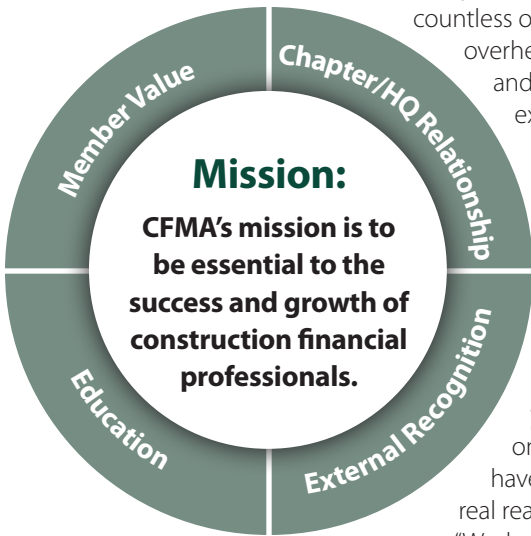 Member Value
Chapter/HQ Relationship
Mission:
CFMA's mission is to
be essential to the
success and growth of
construction financial
professionals.
Education
External Recognition
countless o
overhe
and
ex
or
have
real rea